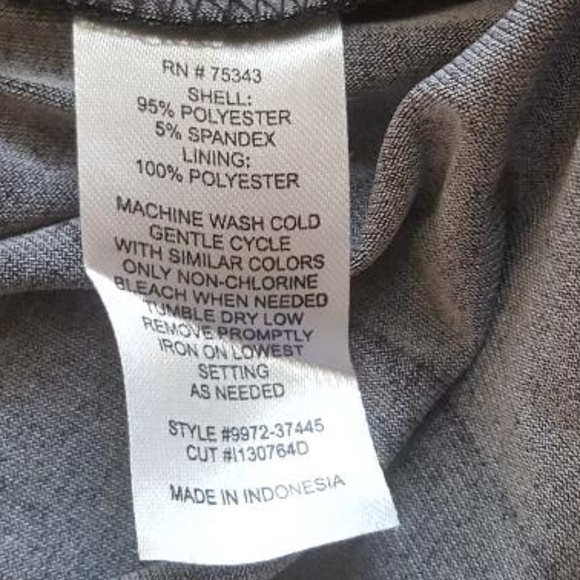 RN # 75343
SHELL:
95% POLYESTER
5% SPANDEX
LINING:
100% POLYESTER
MACHINE WASH COLD
GENTLE CYCLE
WITH SIMILAR COLORS
ONLY NON-CHLORINE
BLEACH WHEN NEEDED
TUMBLE DRY LOW
REMOVE PROMPTLY
IRON ON LOWEST
SETTING
AS NEEDED
STYLE #9972-37445
CUT #I130764D
MADE IN INDONESIA